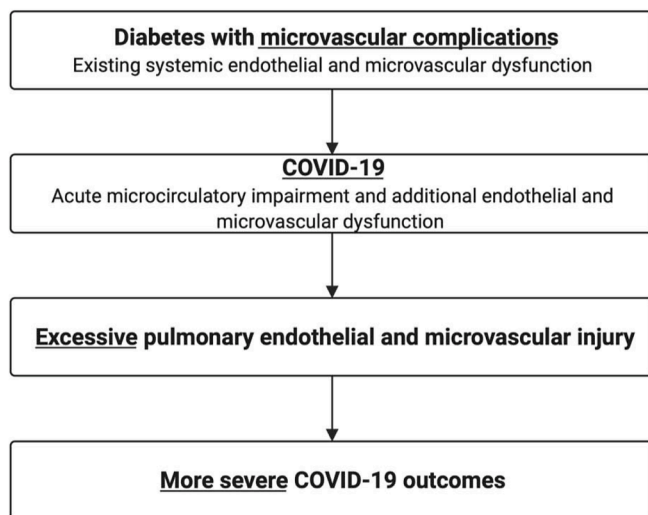 Diabetes with microvascular complications
Existing systemic endothelial and microvascular dysfunction
COVID-19
Acute microcirculatory impairment and additional endothelial and
microvascular dysfunction
Excessive pulmonary endothelial and microvascular injury
More severe COVID-19 outcomes